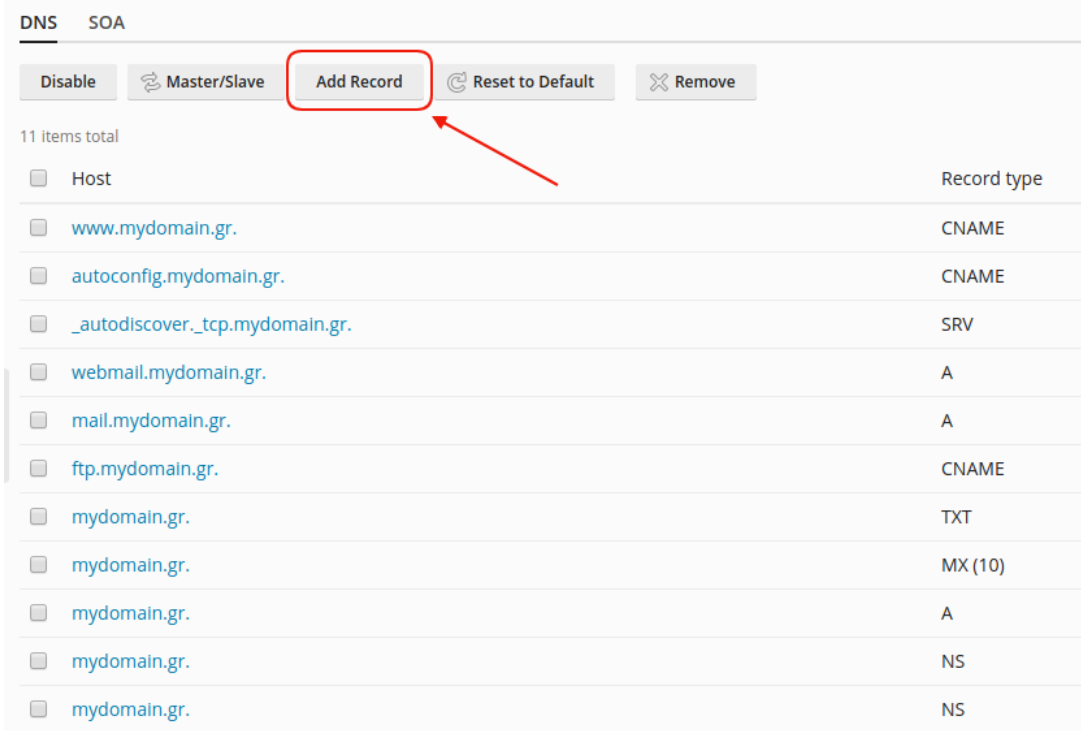 DNS SOA
Disable Master/Slave Add Record Reset to Default Remove
11 items total
Host Record type
www.mydomain.gr. CNAME
autoconfig.mydomain.gr. CNAME
_autodiscover._tcp.mydomain.gr. SRV
webmail.mydomain.gr. A
mail.mydomain.gr. A
ftp.mydomain.gr. CNAME
mydomain.gr. TXT
mydomain.gr. MX (10)
mydomain.gr. A
mydomain.gr. NS
mydomain.gr. NS